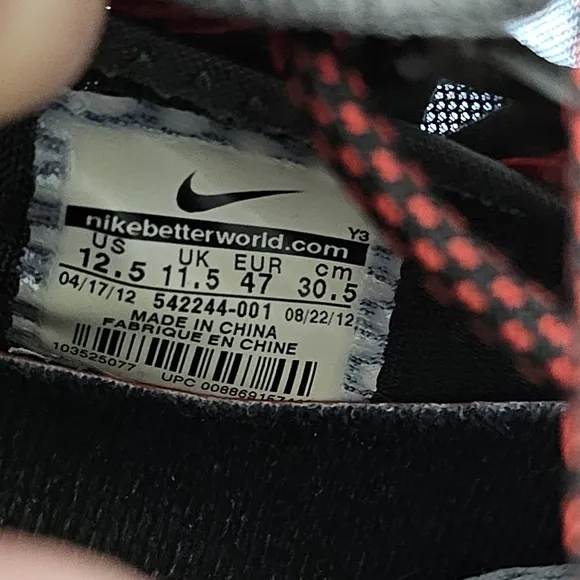 nikebetterworld.com
Y3
US UK EUR cm
12.5 11.5 47 30.5
04/17/12 542244-001 08/22/12
MADE IN CHINA
FABRIQUE EN CHINE
103525077 UPC